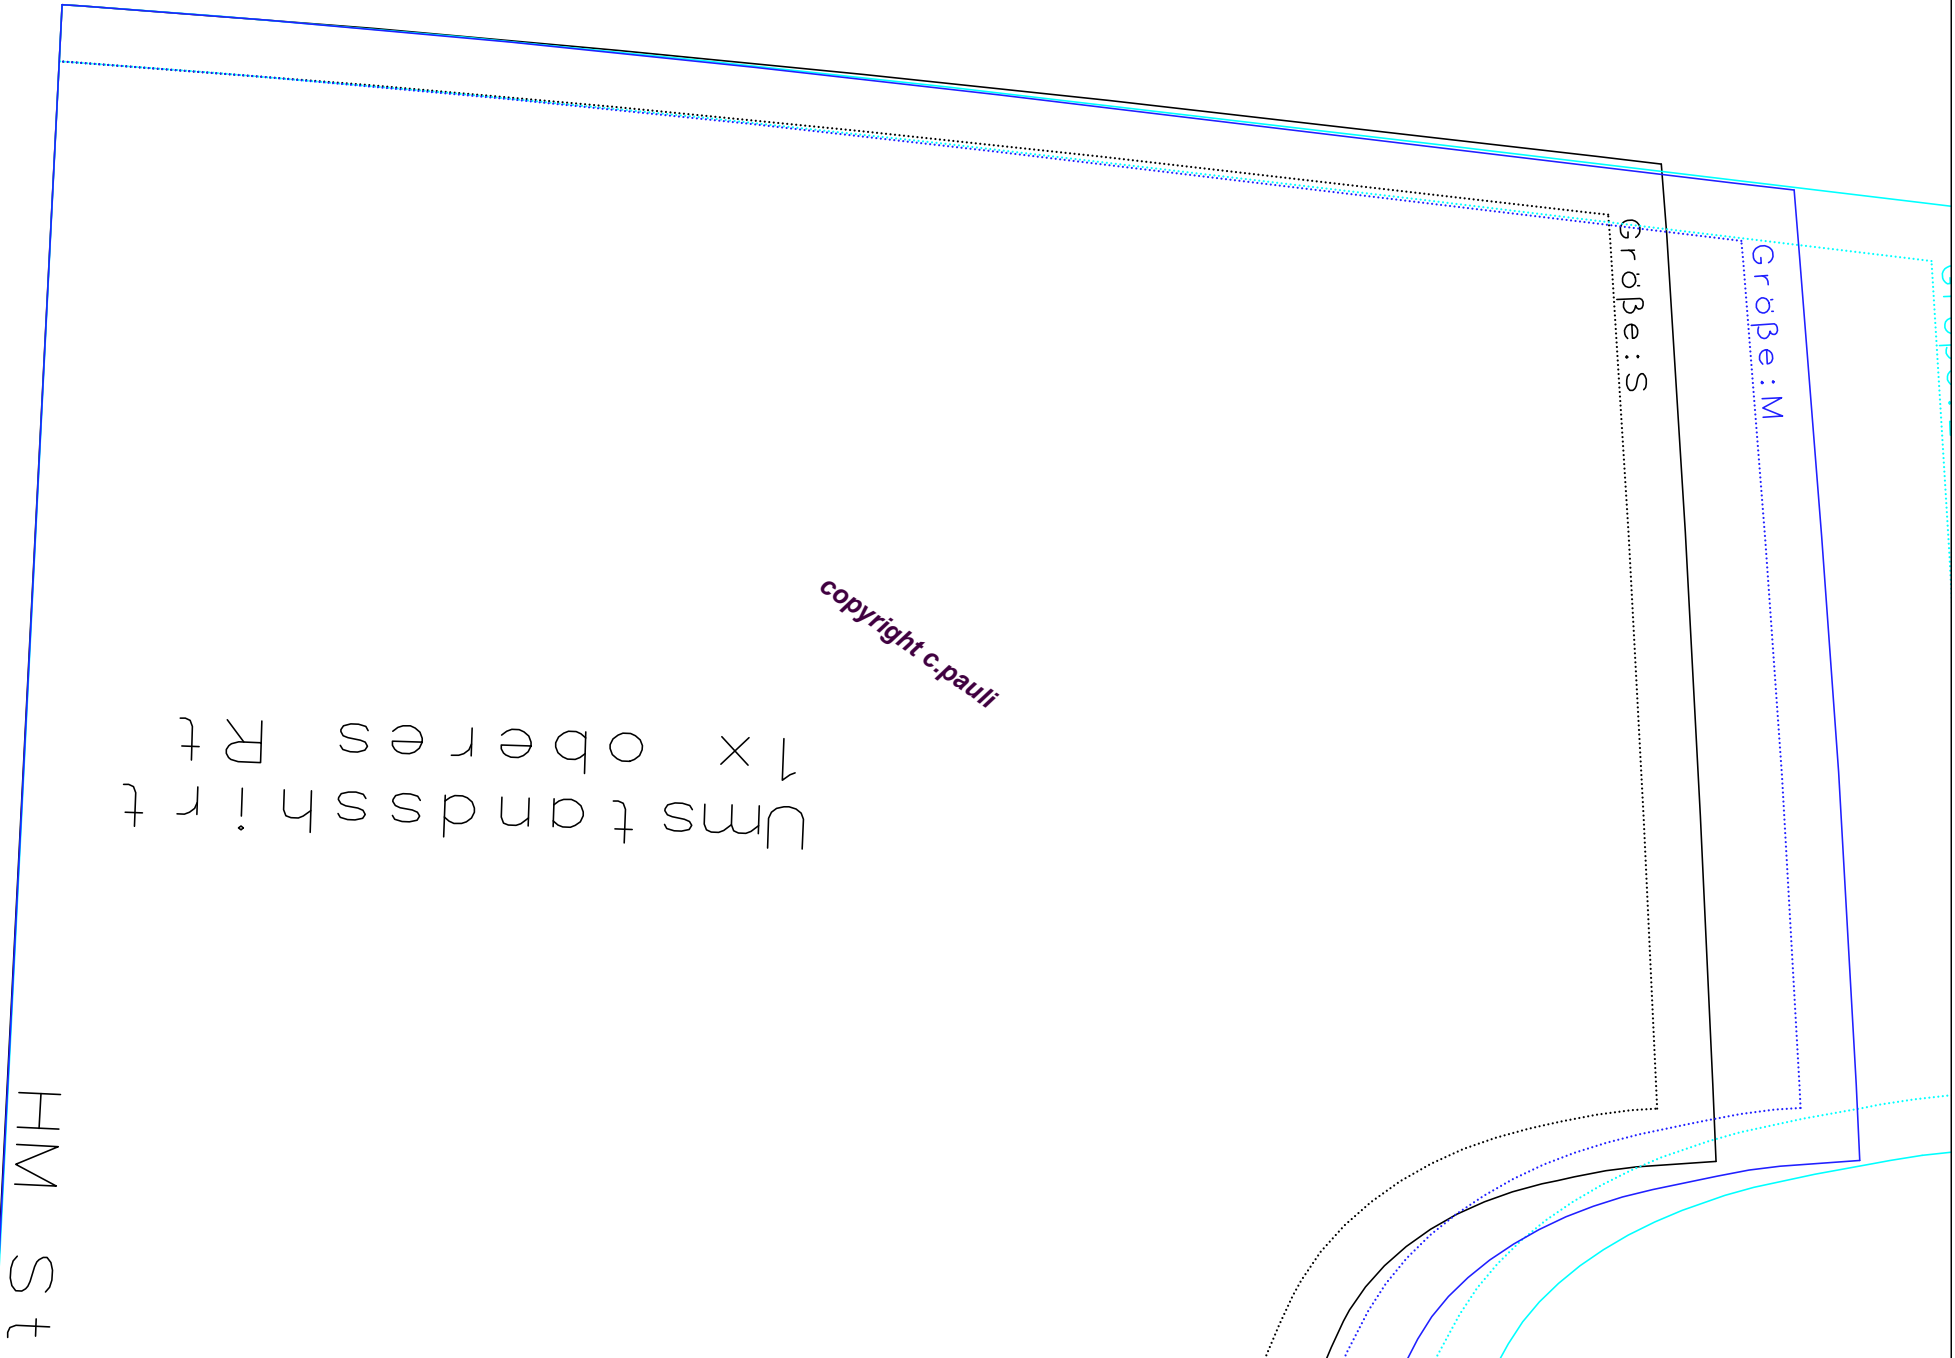 Größe:S
Größe:M
copyright c.pauli
Umstandsshirt
1x oberes Rt
HM St